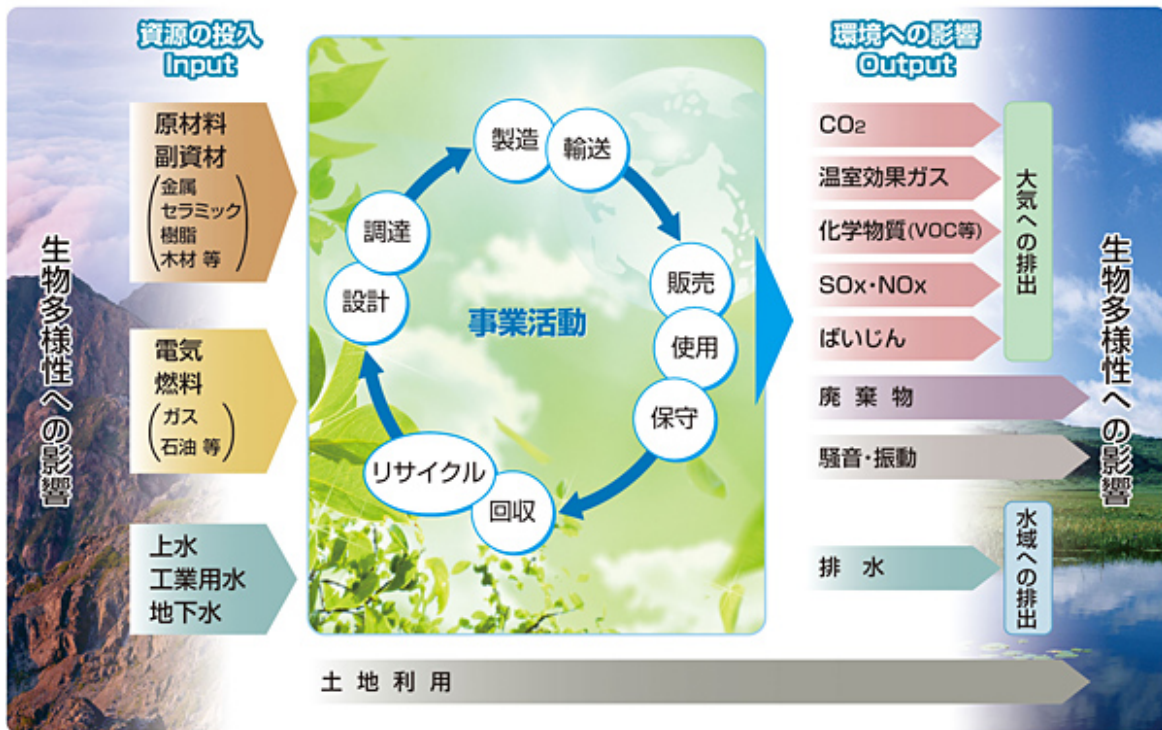 資源の投入
Input
環境への影響
Output
生物多様性への影響
原材料
副資材
(金属
セラミック
樹脂
木材 等)
電気
燃料
(ガス
石油 等)
上水
工業用水
地下水
事業活動
製造
輸送
販売
使用
保守
回収
リサイクル
設計
調達
CO₂
温室効果ガス
化学物質(VOC等)
SOx・NOx
ばいじん
大気への排出
廃棄物
騒音・振動
排水
水域への排出
土地利用
生物多様性への影響